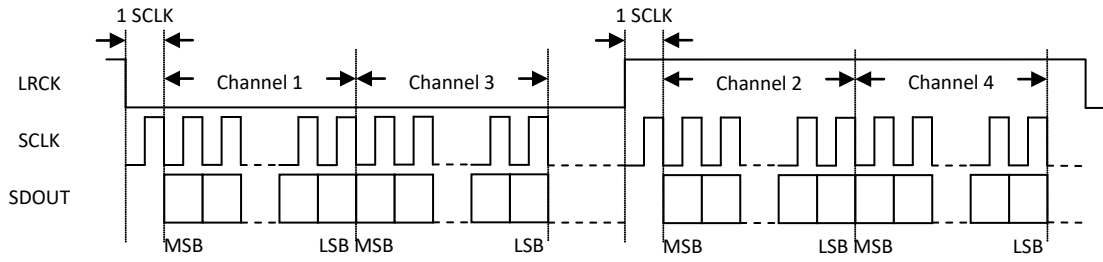 1 SCLK 1 SCLK
LRCK Channel 1 Channel 3 Channel 2 Channel 4
SCLK
SDOUT
MSB LSB MSB LSB MSB LSB MSB LSB